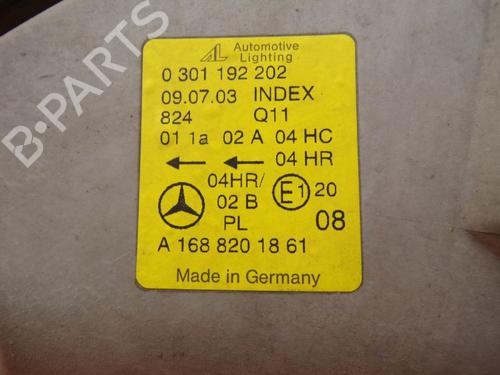 B-PARTS
AL Automotive
Lighting
0 301 192 202
09.07.03 INDEX
824 Q11
01 1a 02 A 04 HC
← ← 04 HR
04HR/ E1 20
02 B
PL 08
A 168 820 18 61
Made in Germany